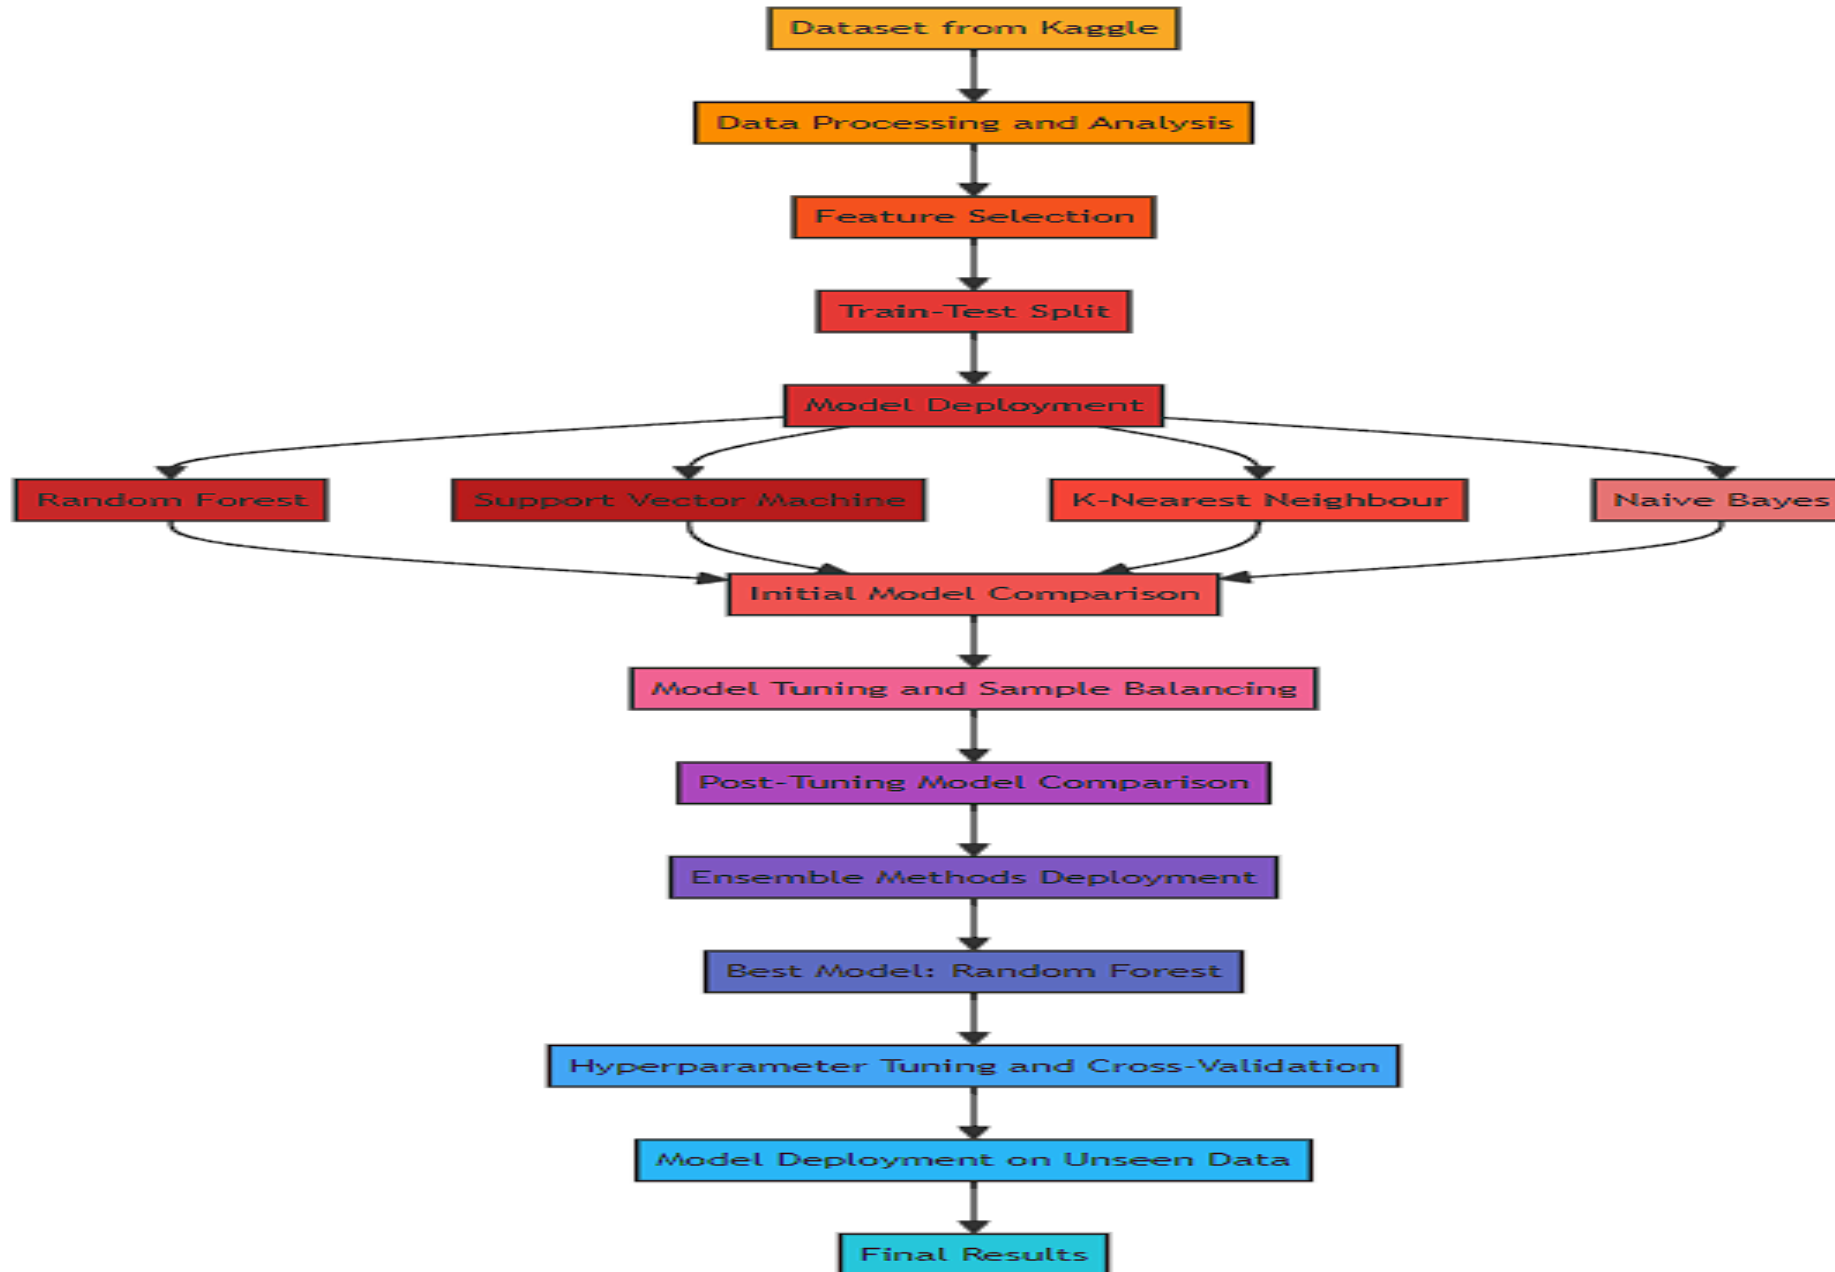 Dataset from Kaggle
Data Processing and Analysis
Feature Selection
Train-Test Split
Model Deployment
Random Forest
Support Vector Machine
K-Nearest Neighbour
Naive Bayes
Initial Model Comparison
Model Tuning and Sample Balancing
Post-Tuning Model Comparison
Ensemble Methods Deployment
Best Model: Random Forest
Hyperparameter Tuning and Cross-Validation
Model Deployment on Unseen Data
Final Results